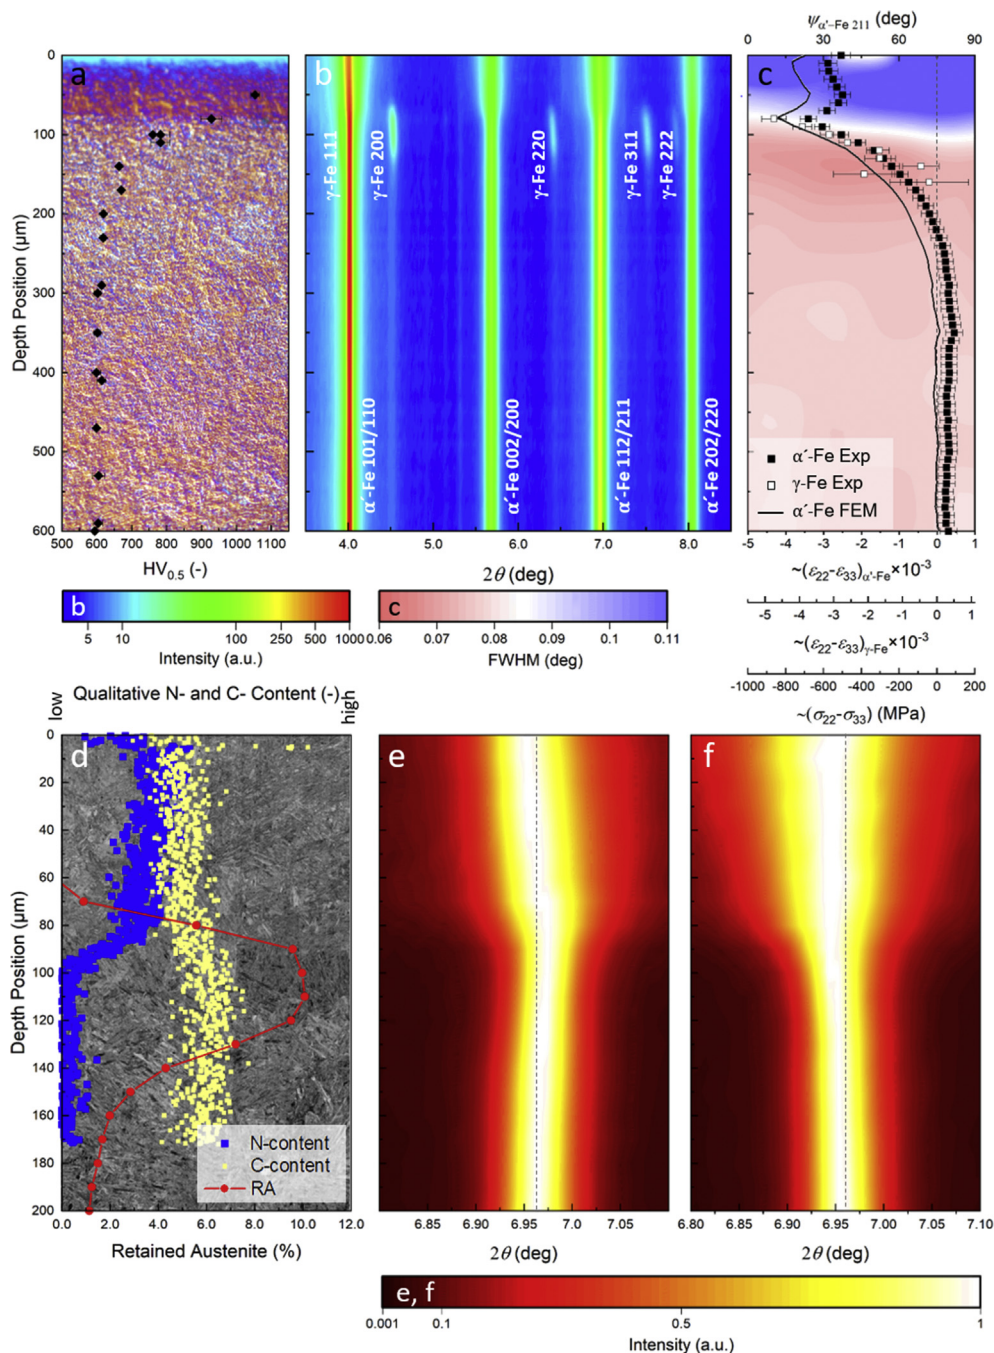 ψα′−Fe 211 (deg)
0 30 60 90
a
b
c
0
100
200
300
400
500
600
Depth Position (µm)
γ-Fe 111
γ-Fe 200
γ-Fe 220
γ-Fe 311
γ-Fe 222
α′-Fe 101/110
α′-Fe 002/200
α′-Fe 112/211
α′-Fe 202/220
α′-Fe Exp
γ-Fe Exp
α′-Fe FEM
500 600 700 800 900 1000 1100
HV0.5 (-)
4.0 5.0 6.0 7.0 8.0
2θ (deg)
-5 -4 -3 -2 -1 0 1
~(ε22-ε33)α′-Fe×10-3
b
5 10 100 250 500 1000
Intensity (a.u.)
c
0.06 0.07 0.08 0.09 0.1 0.11
FWHM (deg)
-5 -4 -3 -2 -1 0 1
~(ε22-ε33)γ-Fe×10-3
-1000 -800 -600 -400 -200 0 200
~(σ22-σ33) (MPa)
Qualitative N- and C- Content (-)
low
high
d
e
f
0
20
40
60
80
100
120
140
160
180
200
Depth Position (µm)
N-content
C-content
RA
0.0 2.0 4.0 6.0 8.0 10.0 12.0
Retained Austenite (%)
6.85 6.90 6.95 7.0 7.05
2θ (deg)
6.80 6.85 6.90 6.95 7.00 7.05 7.10
2θ (deg)
e, f
0.001 0.1 0.5 1
Intensity (a.u.)